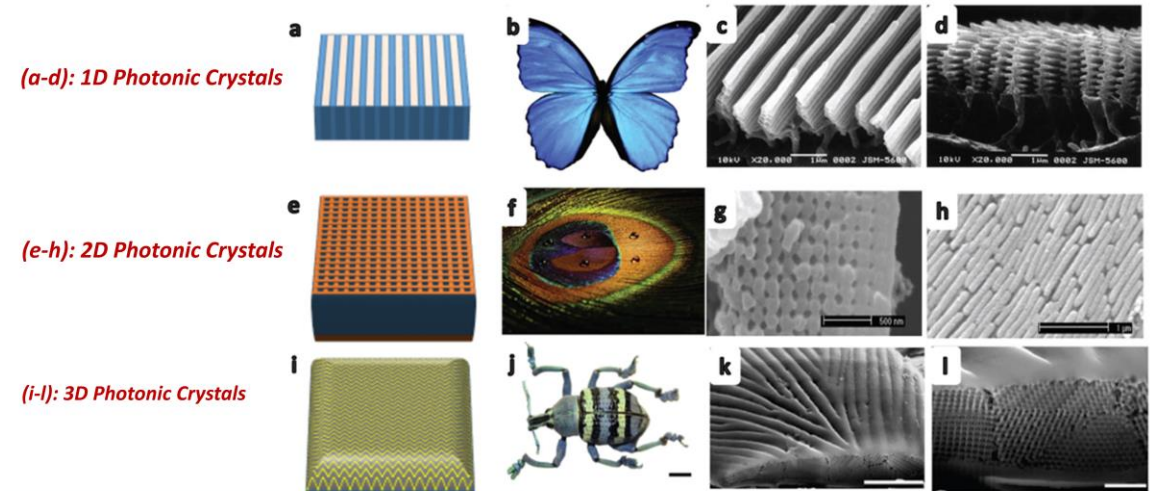 a
b
c
d
(a-d): 1D Photonic Crystals
10kV X20,000 1μm 0002 JSM-5600
10kV X20,000 1μm 0002 JSM-5600
e
f
g
h
(e-h): 2D Photonic Crystals
500 nm
1 μm
i
j
k
l
(i-l): 3D Photonic Crystals